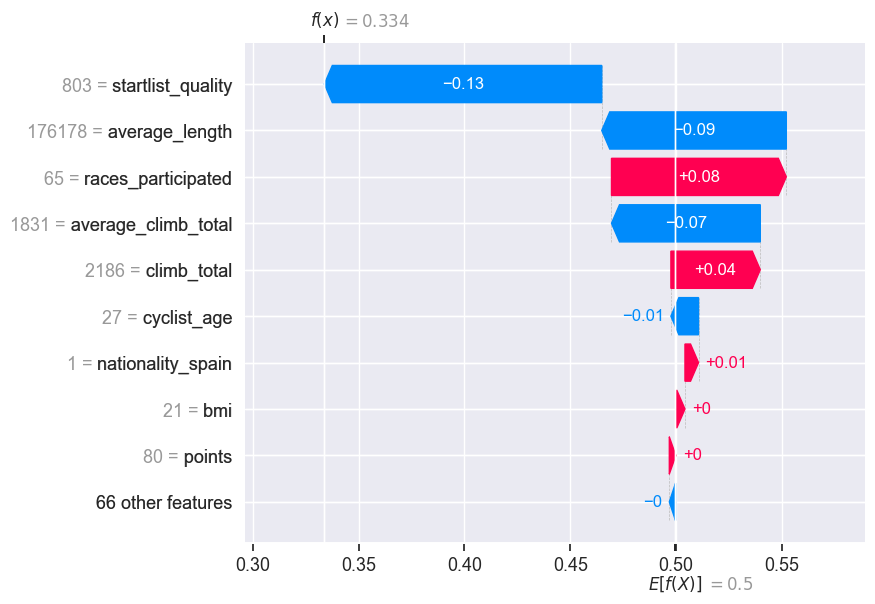 f(x) = 0.334
803 = startlist_quality
−0.13
176178 = average_length
−0.09
65 = races_participated
+0.08
1831 = average_climb_total
−0.07
2186 = climb_total
+0.04
27 = cyclist_age
−0.01
1 = nationality_spain
+0.01
21 = bmi
+0
80 = points
+0
66 other features
−0
0.30 0.35 0.40 0.45 0.50 0.55
E[f(X)] = 0.5